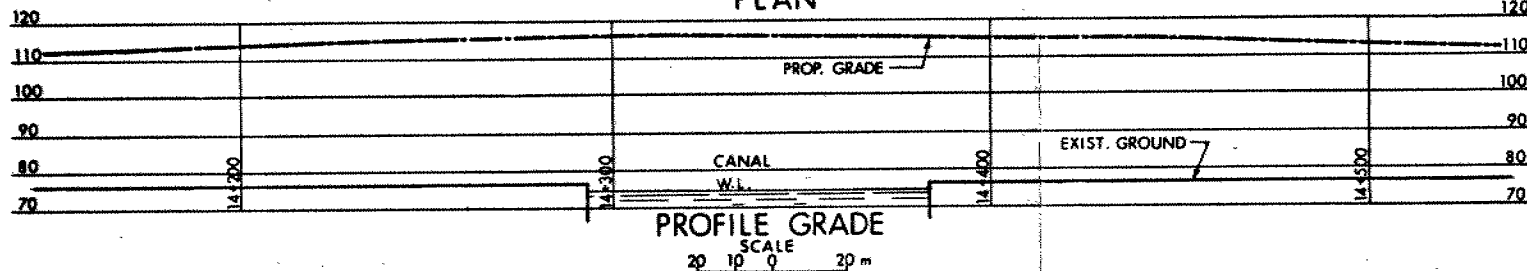 PLAN
120 120
110 110
PROP. GRADE
100 100
90 90
EXIST. GROUND
80 80
CANAL
W.L.
14+200 14+300 14+400 14+500
70 70
PROFILE GRADE
SCALE
20 10 0 20 m